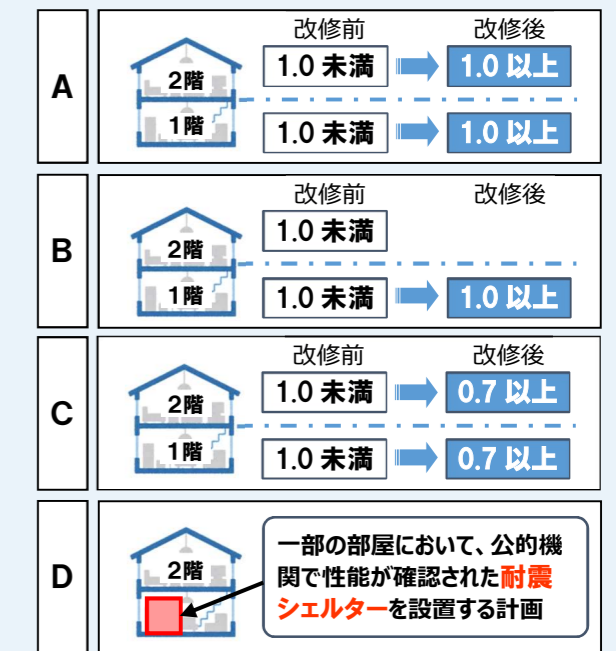 A
改修前 改修後
2階 1.0 未満 1.0 以上
1階 1.0 未満 1.0 以上
B
改修前 改修後
2階 1.0 未満
1階 1.0 未満 1.0 以上
C
改修前 改修後
2階 1.0 未満 0.7 以上
1階 1.0 未満 0.7 以上
D
2階
一部の部屋において、公的機
関で性能が確認された耐震
シェルターを設置する計画